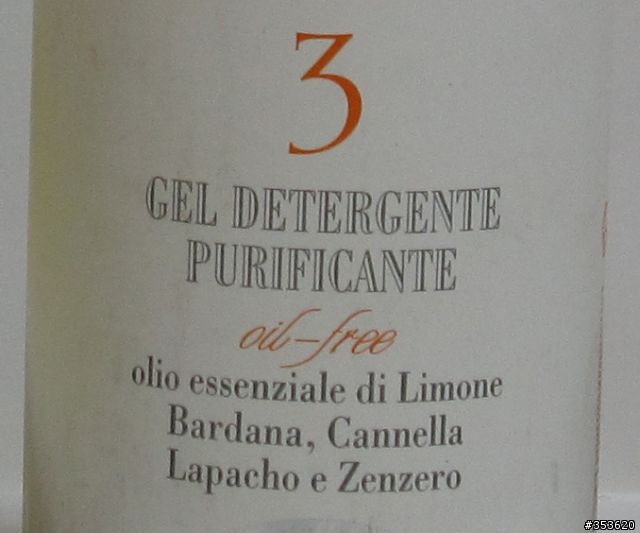 3
GEL DETERGENTE
PURIFICANTE
oil-free
olio essenziale di Limone
Bardana, Cannella
Lapacho e Zenzero
#353620